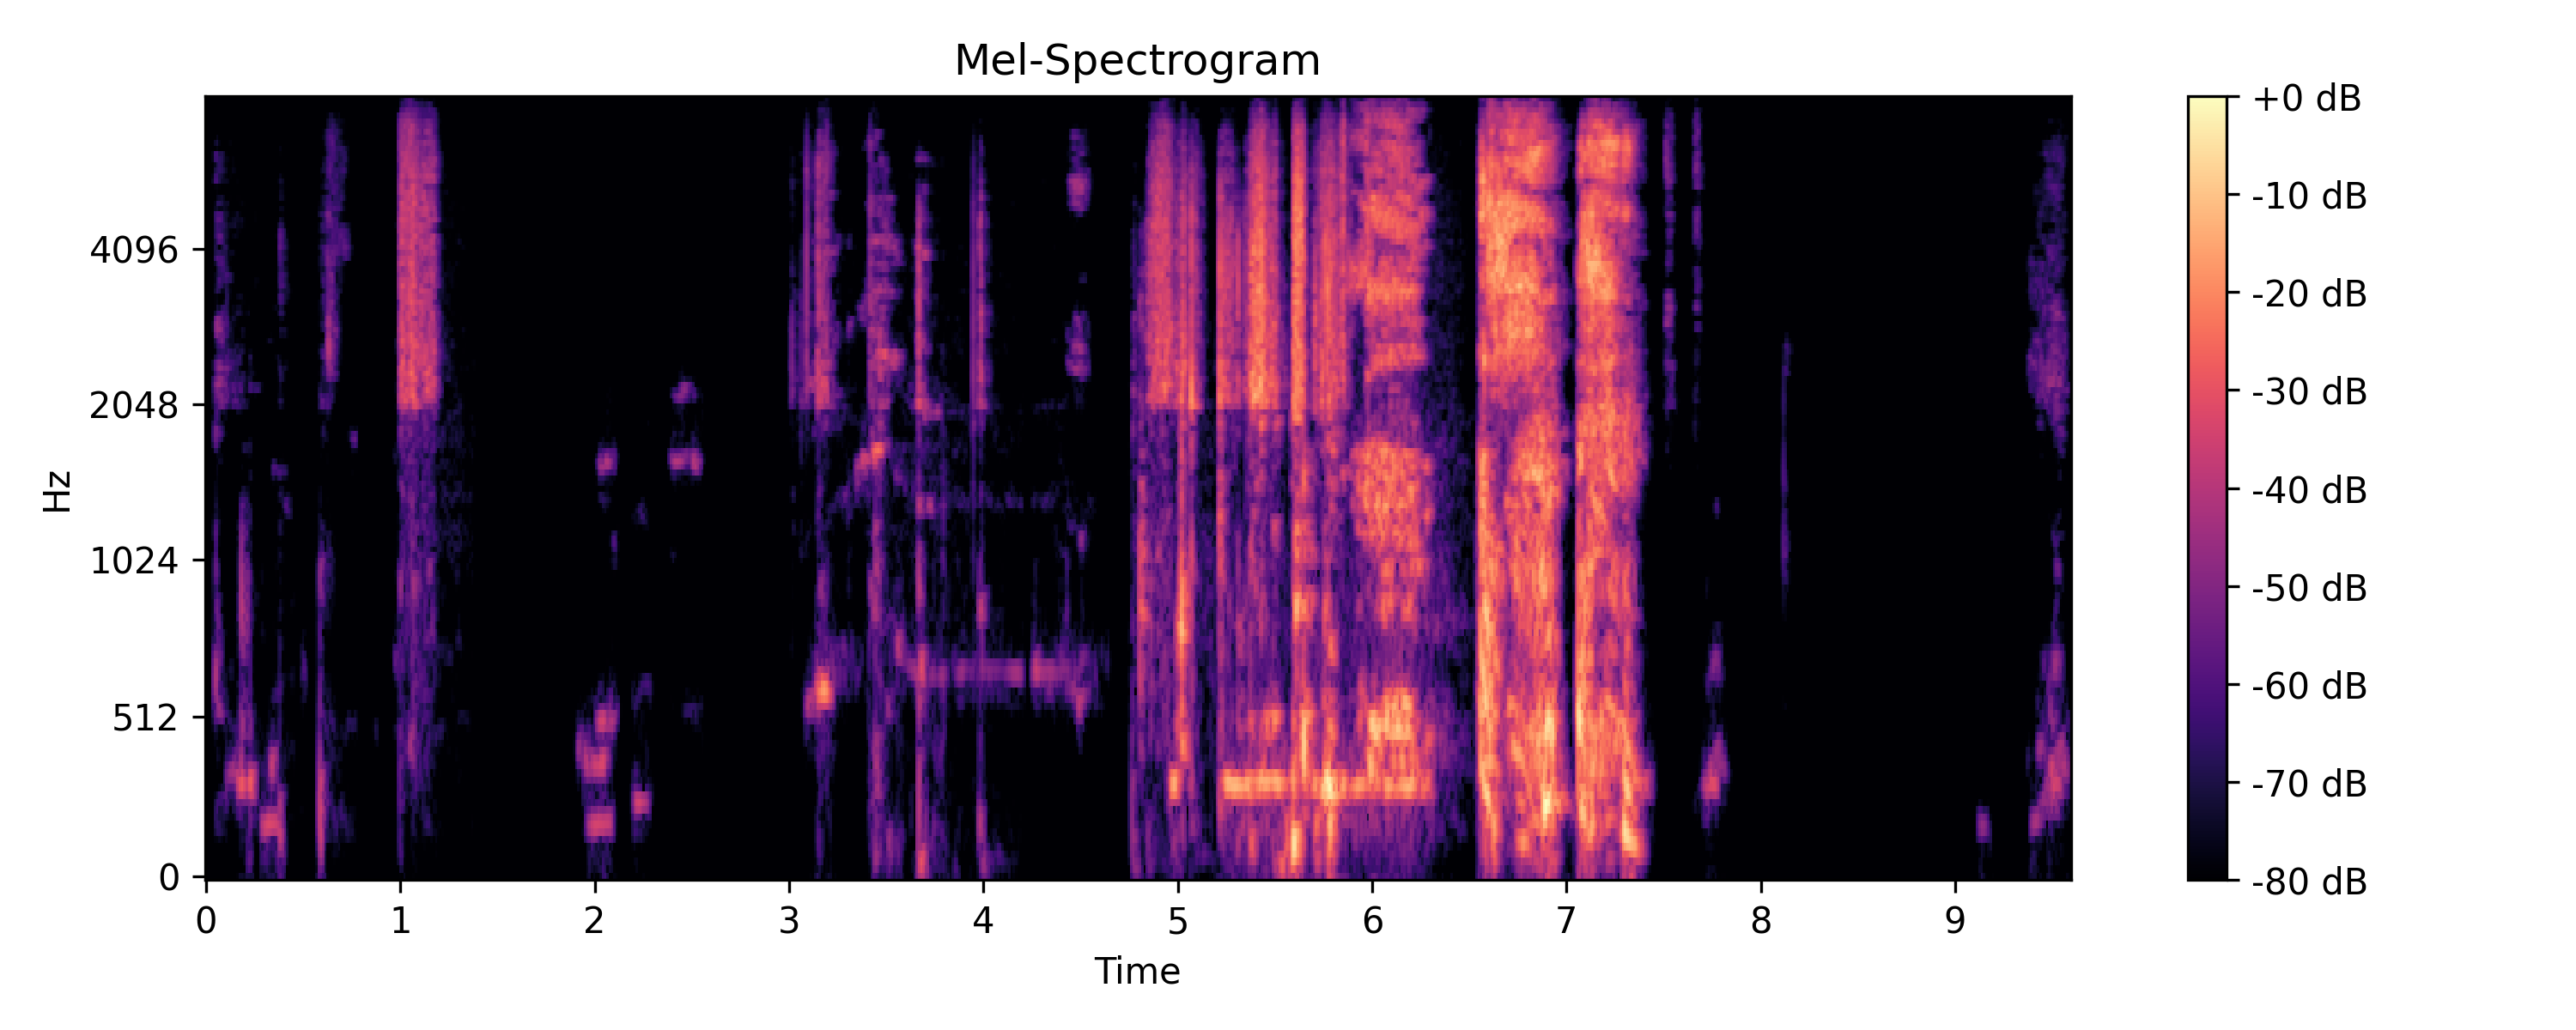 Mel-Spectrogram
+0 dB
-10 dB
-20 dB
-30 dB
-40 dB
-50 dB
-60 dB
-70 dB
-80 dB
Hz
4096
2048
1024
512
0
0 1 2 3 4 5 6 7 8 9
Time